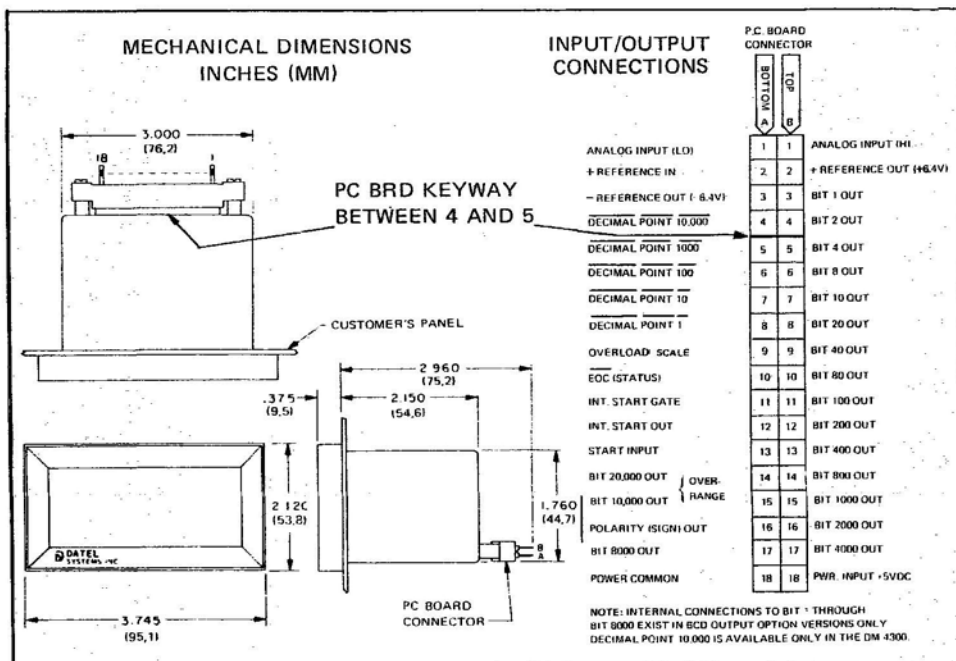 MECHANICAL DIMENSIONS
INCHES (MM)
3.000
(76,2)
18
1
PC BRD KEYWAY
BETWEEN 4 AND 5
CUSTOMER'S PANEL
2.960
(75,2)
.375
(9,5)
2.150
(54,6)
2.120
(53,8)
1.760
(44,7)
B
A
DATEL
SYSTEMS INC
3.745
(95,1)
PC BOARD
CONNECTOR
INPUT/OUTPUT
CONNECTIONS
P.C. BOARD
CONNECTOR
BOTTOM A
TOP B
ANALOG INPUT (LO) 1 1 ANALOG INPUT (HI
+ REFERENCE IN 2 2 + REFERENCE OUT (+6.4V)
− REFERENCE OUT (-6.4V) 3 3 BIT 1 OUT
DECIMAL POINT 10,000 4 4 BIT 2 OUT
DECIMAL POINT 1000 5 5 BIT 4 OUT
DECIMAL POINT 100 6 6 BIT 8 OUT
DECIMAL POINT 10 7 7 BIT 10 OUT
DECIMAL POINT 1 8 8 BIT 20 OUT
OVERLOAD SCALE 9 9 BIT 40 OUT
EOC (STATUS) 10 10 BIT 80 OUT
INT. START GATE 11 11 BIT 100 OUT
INT. START OUT 12 12 BIT 200 OUT
START INPUT 13 13 BIT 400 OUT
BIT 20,000 OUT OVER- 14 14 BIT 800 OUT
BIT 10,000 OUT RANGE 15 15 BIT 1000 OUT
POLARITY (SIGN) OUT 16 16 BIT 2000 OUT
BIT 8000 OUT 17 17 BIT 4000 OUT
POWER COMMON 18 18 PWR. INPUT +5VDC
NOTE: INTERNAL CONNECTIONS TO BIT 1 THROUGH
BIT 8000 EXIST IN BCD OUTPUT OPTION VERSIONS ONLY
DECIMAL POINT 10,000 IS AVAILABLE ONLY IN THE DM 4300.